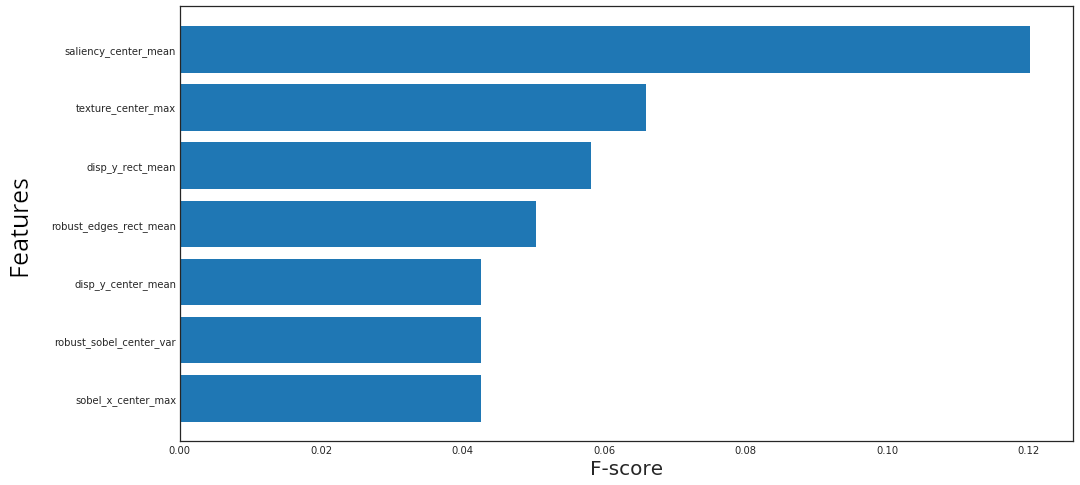 Features
saliency_center_mean
texture_center_max
disp_y_rect_mean
robust_edges_rect_mean
disp_y_center_mean
robust_sobel_center_var
sobel_x_center_max
0.00 0.02 0.04 0.06 0.08 0.10 0.12
F-score